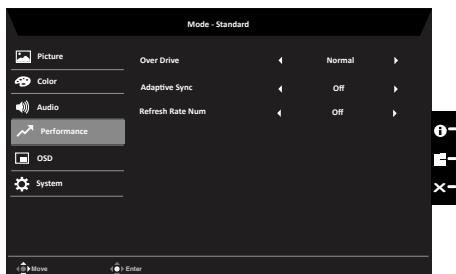 Mode - Standard
Picture
Over Drive Normal
Color
Adaptive Sync Off
Audio
Refresh Rate Num Off
Performance
OSD
System
Move Enter